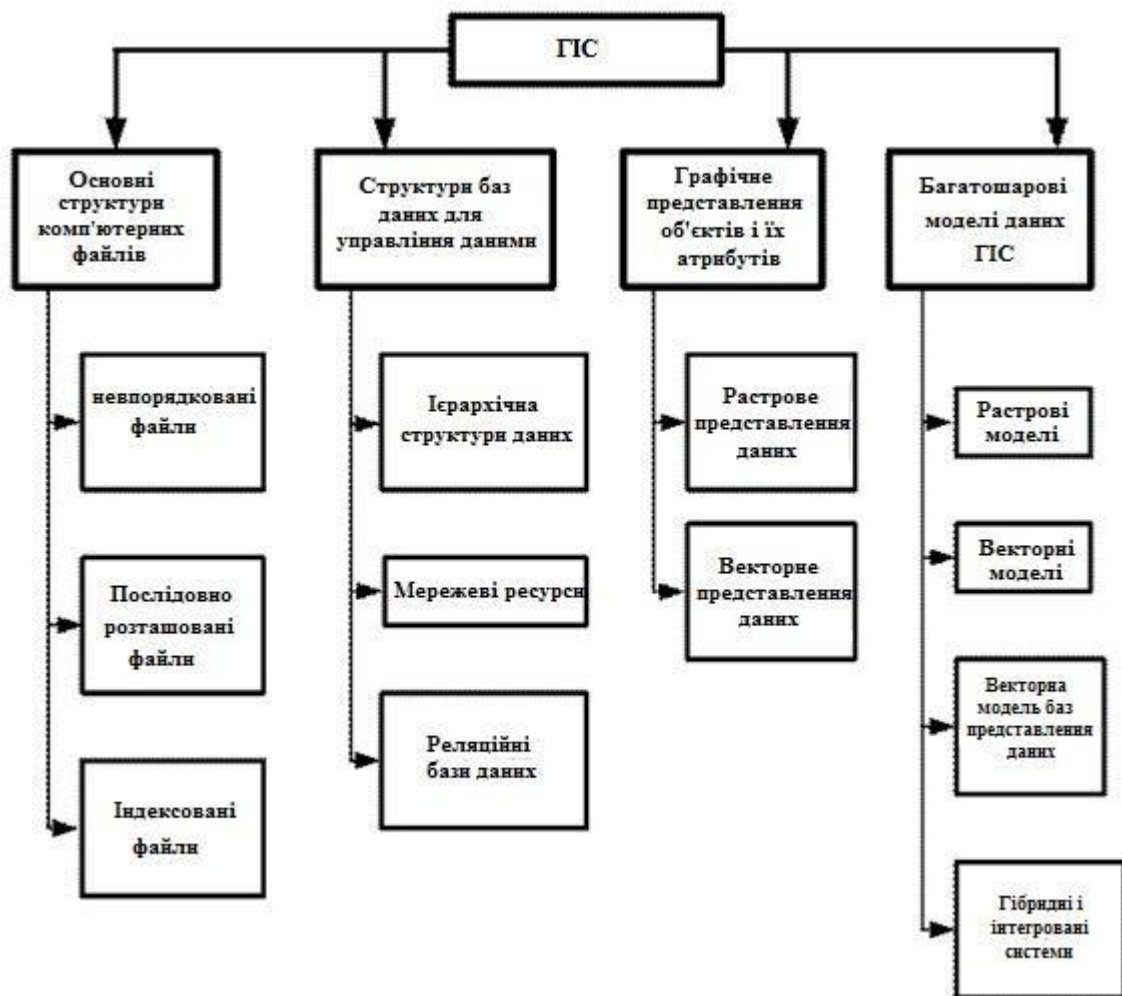 ГІС
Основні
структури
комп'ютерних
файлів
невпорядковані
файли
Послідовно
розташовані
файли
Індексовані
файли
Структури баз
даних для
управління даними
Ієрархічна
структури даних
Мережеві ресурси
Реляційні
бази даних
Графічне
представлення
об'єктів і їх
атрибутів
Растрове
представлення
даних
Векторне
представлення
даних
Багатошарові
моделі даних
ГІС
Растрові
моделі
Векторні
моделі
Векторна
модель баз
представлення
даних
Гібридні і
інтегровані
системи